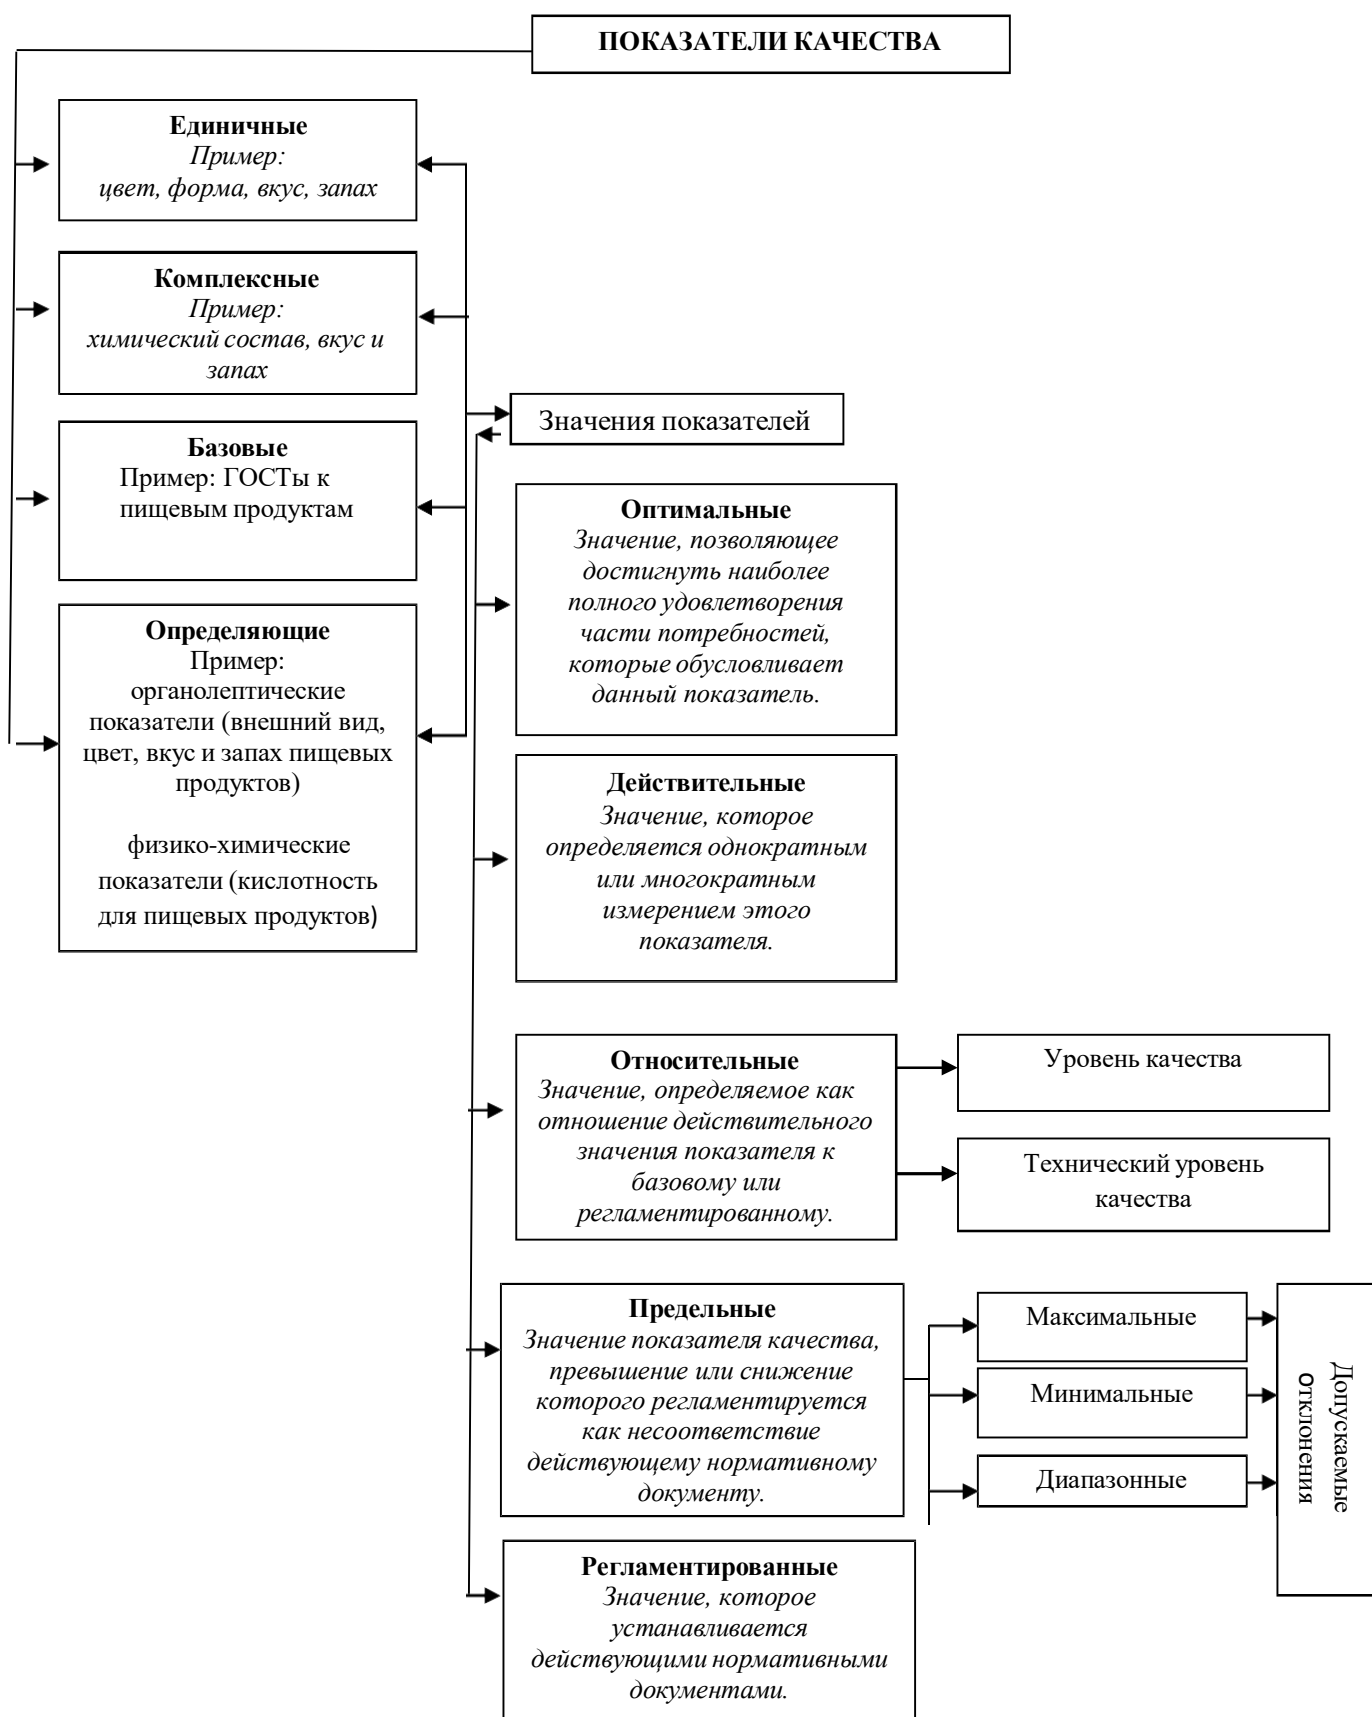 ПОКАЗАТЕЛИ КАЧЕСТВА
Единичные
Пример:
цвет, форма, вкус, запах
Комплексные
Пример:
химический состав, вкус и
запах
Базовые
Пример: ГОСТы к
пищевым продуктам
Определяющие
Пример:
органолептические
показатели (внешний вид,
цвет, вкус и запах пищевых
продуктов)
физико-химические
показатели (кислотность
для пищевых продуктов)
Значения показателей
Оптимальные
Значение, позволяющее
достигнуть наиболее
полного удовлетворения
части потребностей,
которые обусловливает
данный показатель.
Действительные
Значение, которое
определяется однократным
или многократным
измерением этого
показателя.
Относительные
Значение, определяемое как
отношение действительного
значения показателя к
базовому или
регламентированному.
Уровень качества
Технический уровень
качества
Предельные
Значение показателя качества,
превышение или снижение
которого регламентируется
как несоответствие
действующему нормативному
документу.
Максимальные
Минимальные
Диапазонные
Допускаемые
отклонения
Регламентированные
Значение, которое
устанавливается
действующими нормативными
документами.